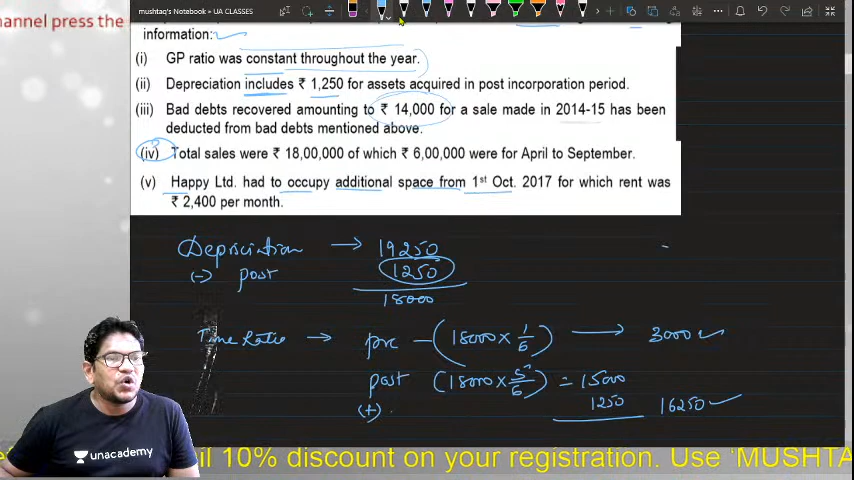 mushtaq's Notebook » UA CLASSES
channel press the
information:
(i) GP ratio was constant throughout the year.
(ii) Depreciation includes ₹ 1,250 for assets acquired in post incorporation period.
(iii) Bad debts recovered amounting to ₹ 14,000 for a sale made in 2014-15 has been
deducted from bad debts mentioned above.
(iv) Total sales were ₹ 18,00,000 of which ₹ 6,00,000 were for April to September.
(v) Happy Ltd. had to occupy additional space from 1st Oct. 2017 for which rent was
₹ 2,400 per month.
Depriciation → 19250
(-) post 1250
18000
Time Ratio → pre - (18000 × 1/6) → 3000
post (18000 × 5/6) = 15000
(+) 1250 16250
unacademy
il 10% discount on your registration. Use 'MUSHTA